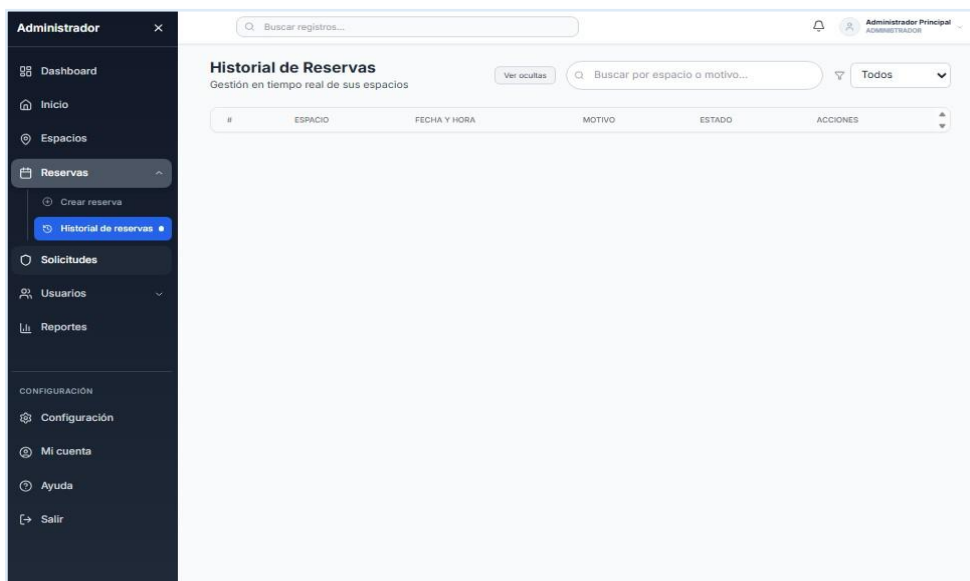 Administrador
Buscar registros...
Administrador Principal
ADMINISTRADOR
Dashboard
Inicio
Espacios
Reservas
Crear reserva
Historial de reservas
Solicitudes
Usuarios
Reportes
CONFIGURACIÓN
Configuración
Mi cuenta
Ayuda
Salir
Historial de Reservas
Gestión en tiempo real de sus espacios
Ver ocultas
Buscar por espacio o motivo...
Todos
# ESPACIO FECHA Y HORA MOTIVO ESTADO ACCIONES